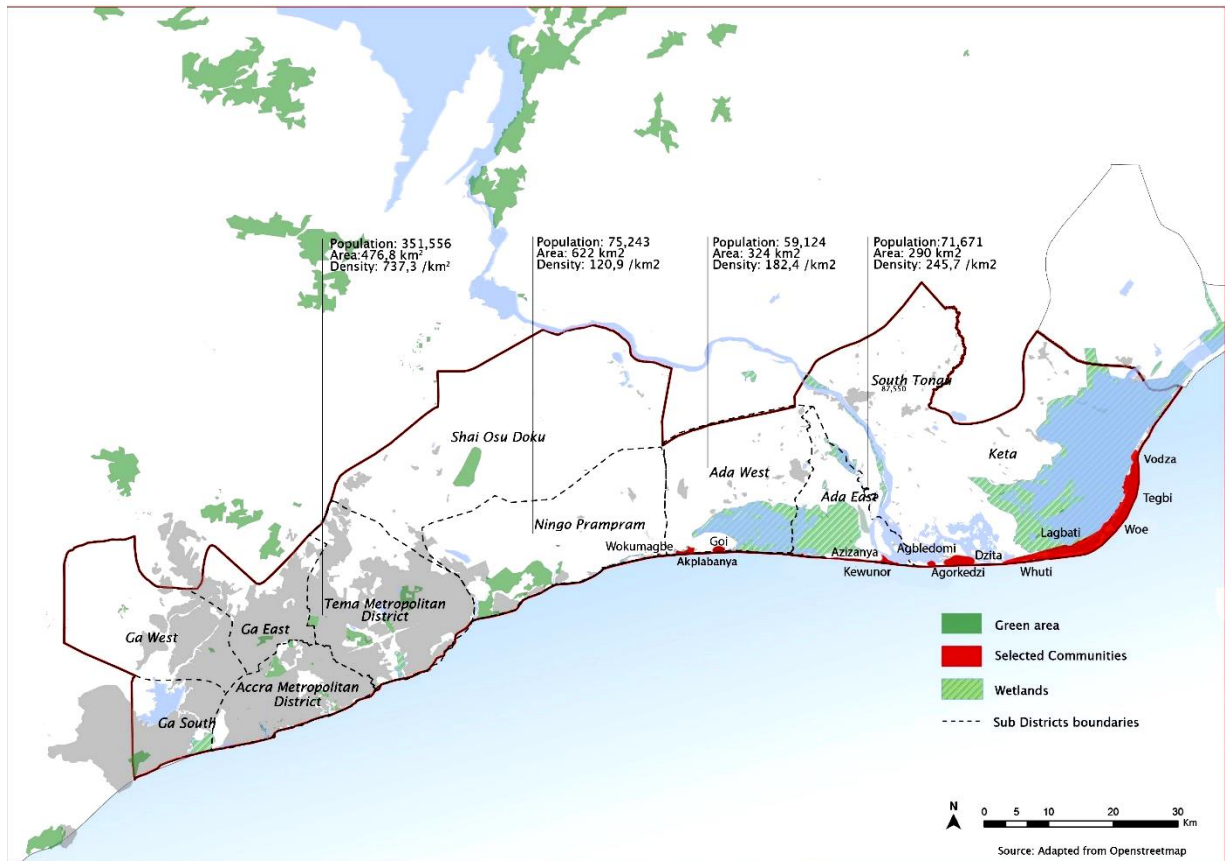 Population: 351,556
Area:476,8 km²
Density: 737,3 /km²
Population: 75,243
Area: 622 km2
Density: 120,9 /km2
Population: 59,124
Area: 324 km2
Density: 182,4 /km2
Population:71,671
Area: 290 km2
Density: 245,7 /km2
South Tongu
87,550
Shai Osu Doku
Keta
Vodza
Ada West
Tegbi
Ada East
Ningo Prampram
Lagbati
Woe
Wokumagbe
Goi
Azizanya
Agbledomi
Dzita
Akplabanya
Kewunor
Agorkedzi
Whuti
Tema Metropolitan
District
Ga West
Ga East
Accra Metropolitan
District
Ga South
Green area
Selected Communities
Wetlands
Sub Districts boundaries
N
0 5 10 20 30
Km
Source: Adapted from Openstreetmap